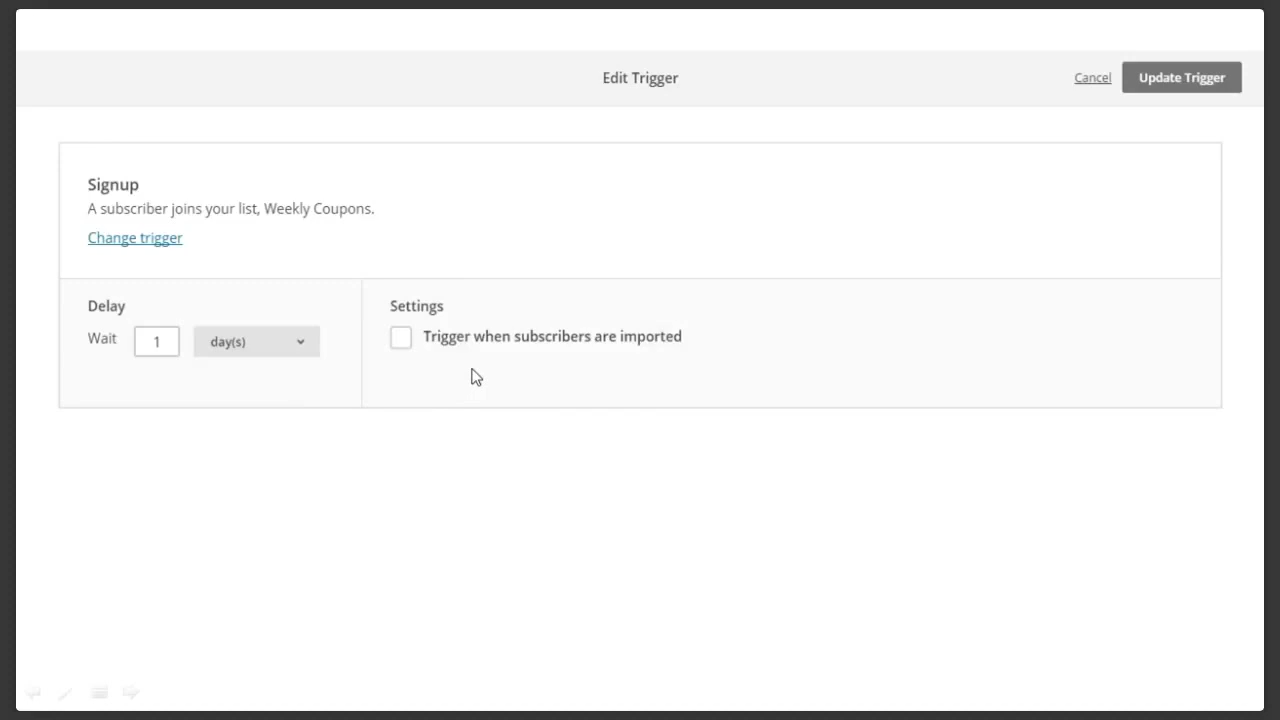 Edit Trigger
Cancel
Update Trigger
Signup
A subscriber joins your list, Weekly Coupons.
Change trigger
Delay
Wait 1 day(s)
Settings
Trigger when subscribers are imported